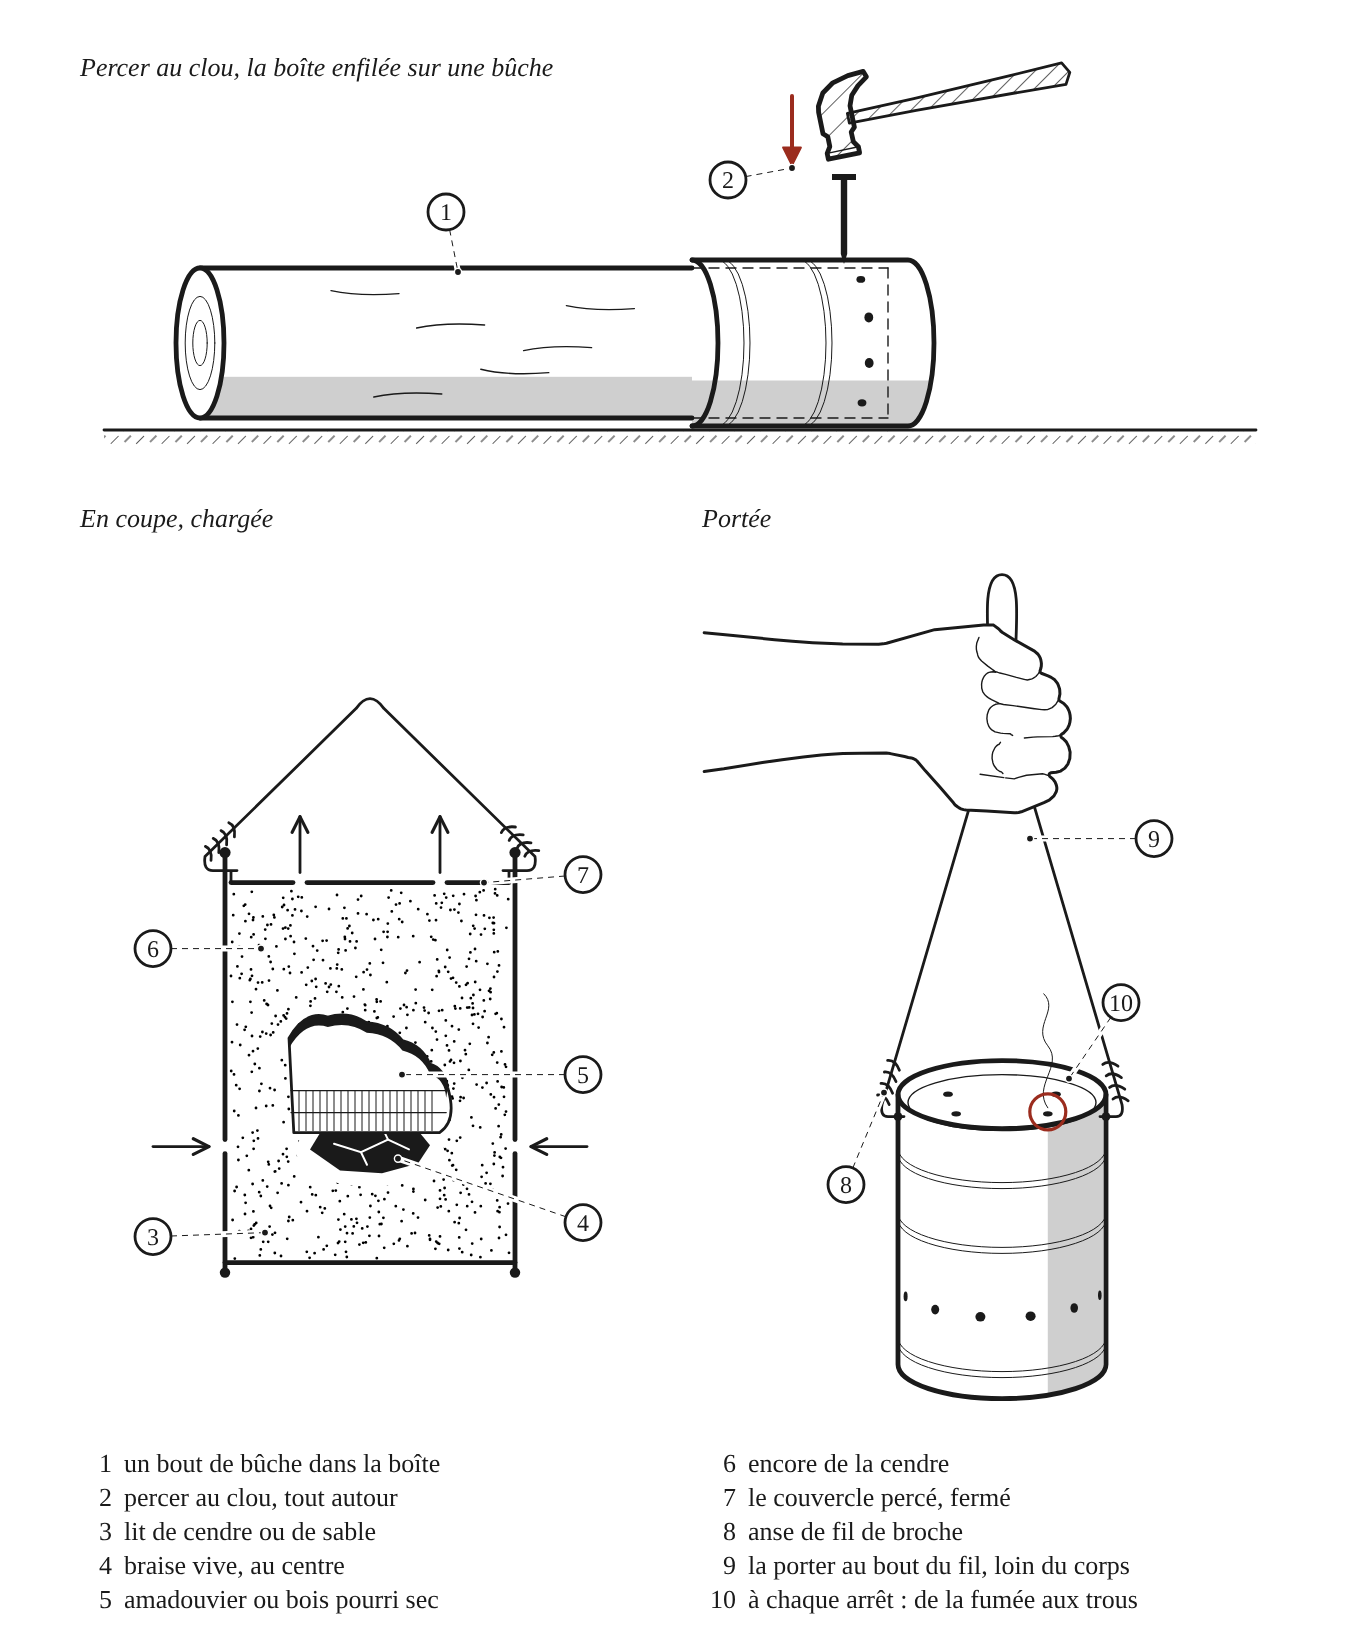 Percer au clou, la boîte enfilée sur une bûche
2
1
En coupe, chargée
Portée
9
7
6
10
5
8
4
3
1 un bout de bûche dans la boîte
2 percer au clou, tout autour
3 lit de cendre ou de sable
4 braise vive, au centre
5 amadouvier ou bois pourri sec
6 encore de la cendre
7 le couvercle percé, fermé
8 anse de fil de broche
9 la porter au bout du fil, loin du corps
10 à chaque arrêt : de la fumée aux trous